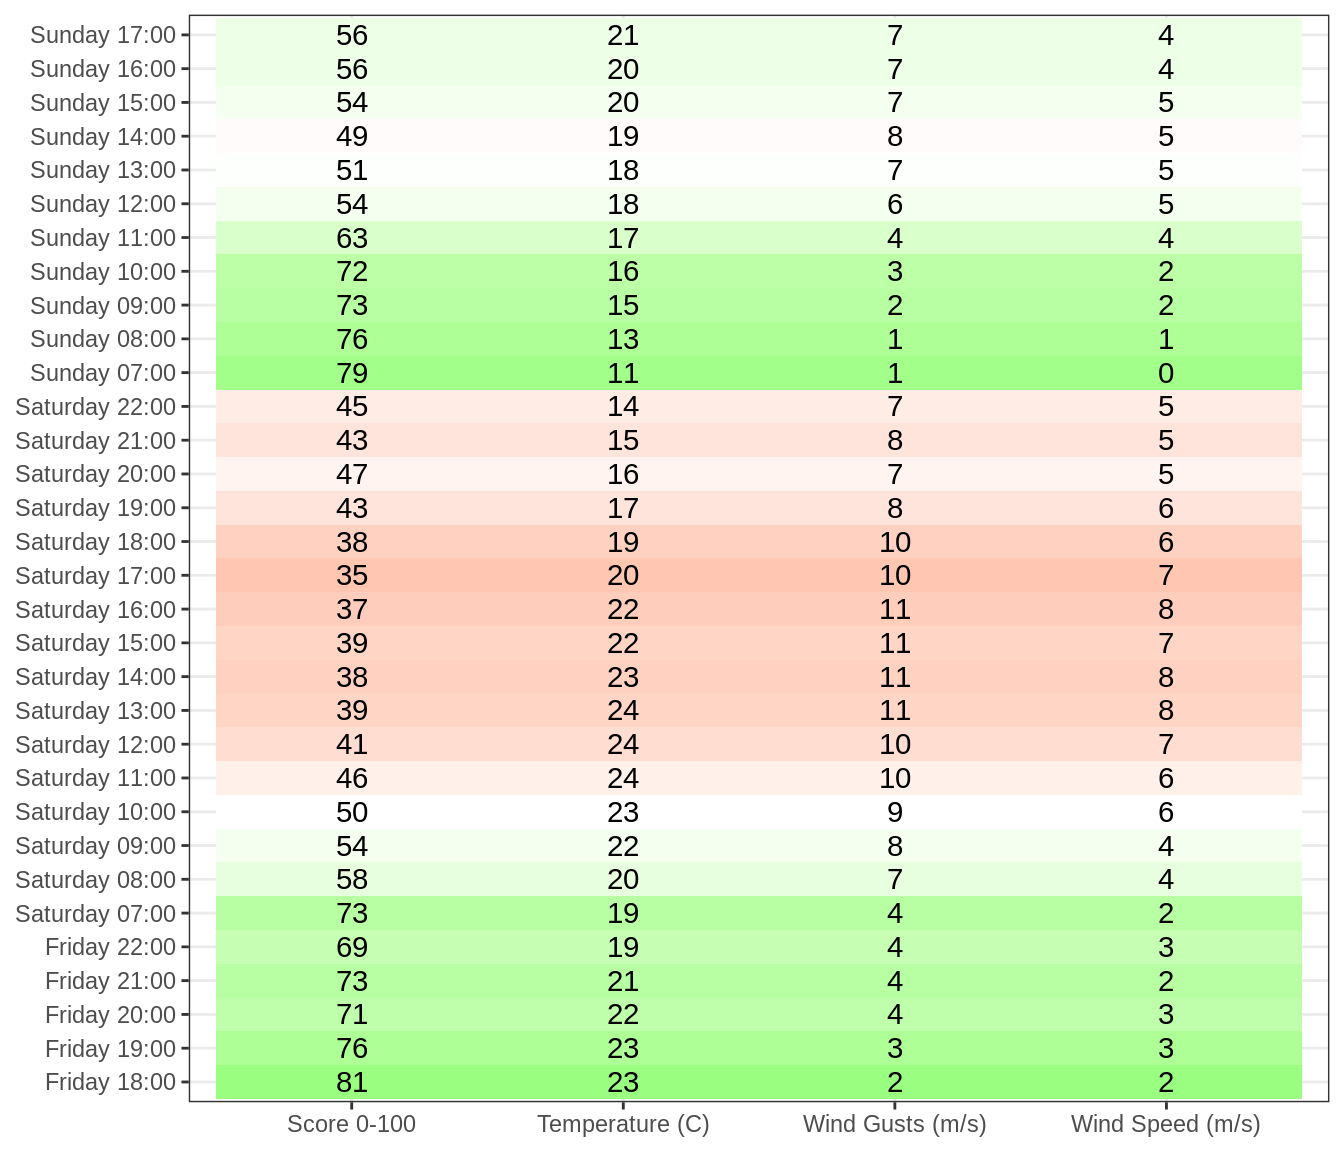 Sunday 17:00 56 21 7 4
Sunday 16:00 56 20 7 4
Sunday 15:00 54 20 7 5
Sunday 14:00 49 19 8 5
Sunday 13:00 51 18 7 5
Sunday 12:00 54 18 6 5
Sunday 11:00 63 17 4 4
Sunday 10:00 72 16 3 2
Sunday 09:00 73 15 2 2
Sunday 08:00 76 13 1 1
Sunday 07:00 79 11 1 0
Saturday 22:00 45 14 7 5
Saturday 21:00 43 15 8 5
Saturday 20:00 47 16 7 5
Saturday 19:00 43 17 8 6
Saturday 18:00 38 19 10 6
Saturday 17:00 35 20 10 7
Saturday 16:00 37 22 11 8
Saturday 15:00 39 22 11 7
Saturday 14:00 38 23 11 8
Saturday 13:00 39 24 11 8
Saturday 12:00 41 24 10 7
Saturday 11:00 46 24 10 6
Saturday 10:00 50 23 9 6
Saturday 09:00 54 22 8 4
Saturday 08:00 58 20 7 4
Saturday 07:00 73 19 4 2
Friday 22:00 69 19 4 3
Friday 21:00 73 21 4 2
Friday 20:00 71 22 4 3
Friday 19:00 76 23 3 3
Friday 18:00 81 23 2 2
Score 0-100 Temperature (C) Wind Gusts (m/s) Wind Speed (m/s)